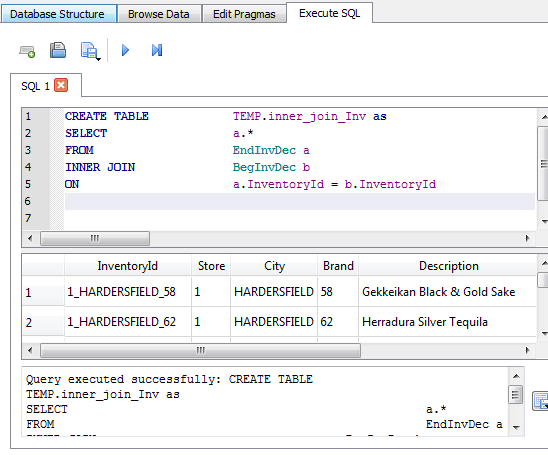 Database Structure Browse Data Edit Pragmas Execute SQL
SQL 1
1 CREATE TABLE TEMP.inner_join_Inv as
2 SELECT a.*
3 FROM EndInvDec a
4 INNER JOIN BegInvDec b
5 ON a.InventoryId = b.InventoryId
6
7
InventoryId Store City Brand Description
1 1_HARDERSFIELD_58 1 HARDERSFIELD 58 Gekkeikan Black & Gold Sake
2 1_HARDERSFIELD_62 1 HARDERSFIELD 62 Herradura Silver Tequila
Query executed successfully: CREATE TABLE
TEMP.inner_join_Inv as
SELECT a.*
FROM EndInvDec a